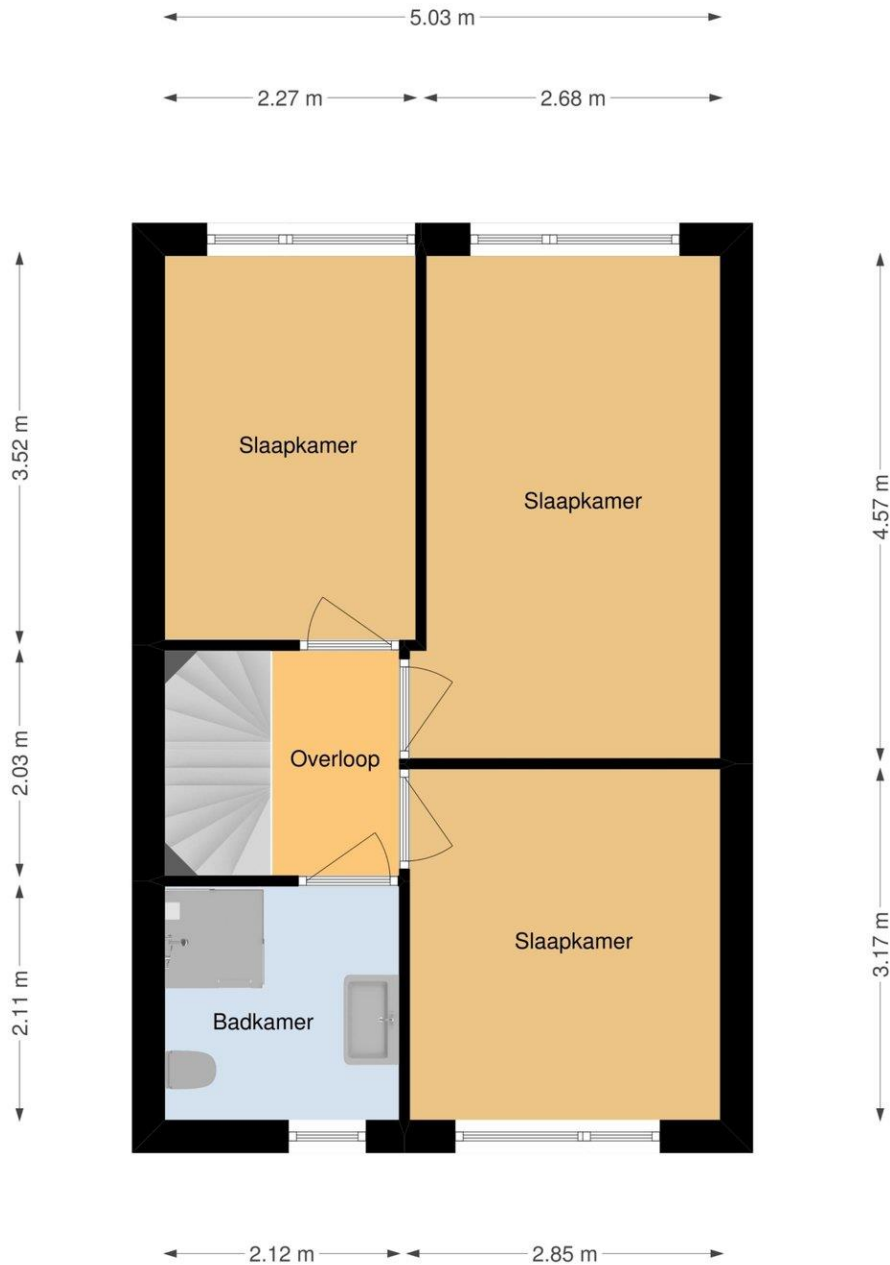 5.03 m
2.27 m
2.68 m
3.52 m
4.57 m
Slaapkamer
Slaapkamer
2.03 m
Overloop
3.17 m
Slaapkamer
2.11 m
Badkamer
2.12 m
2.85 m